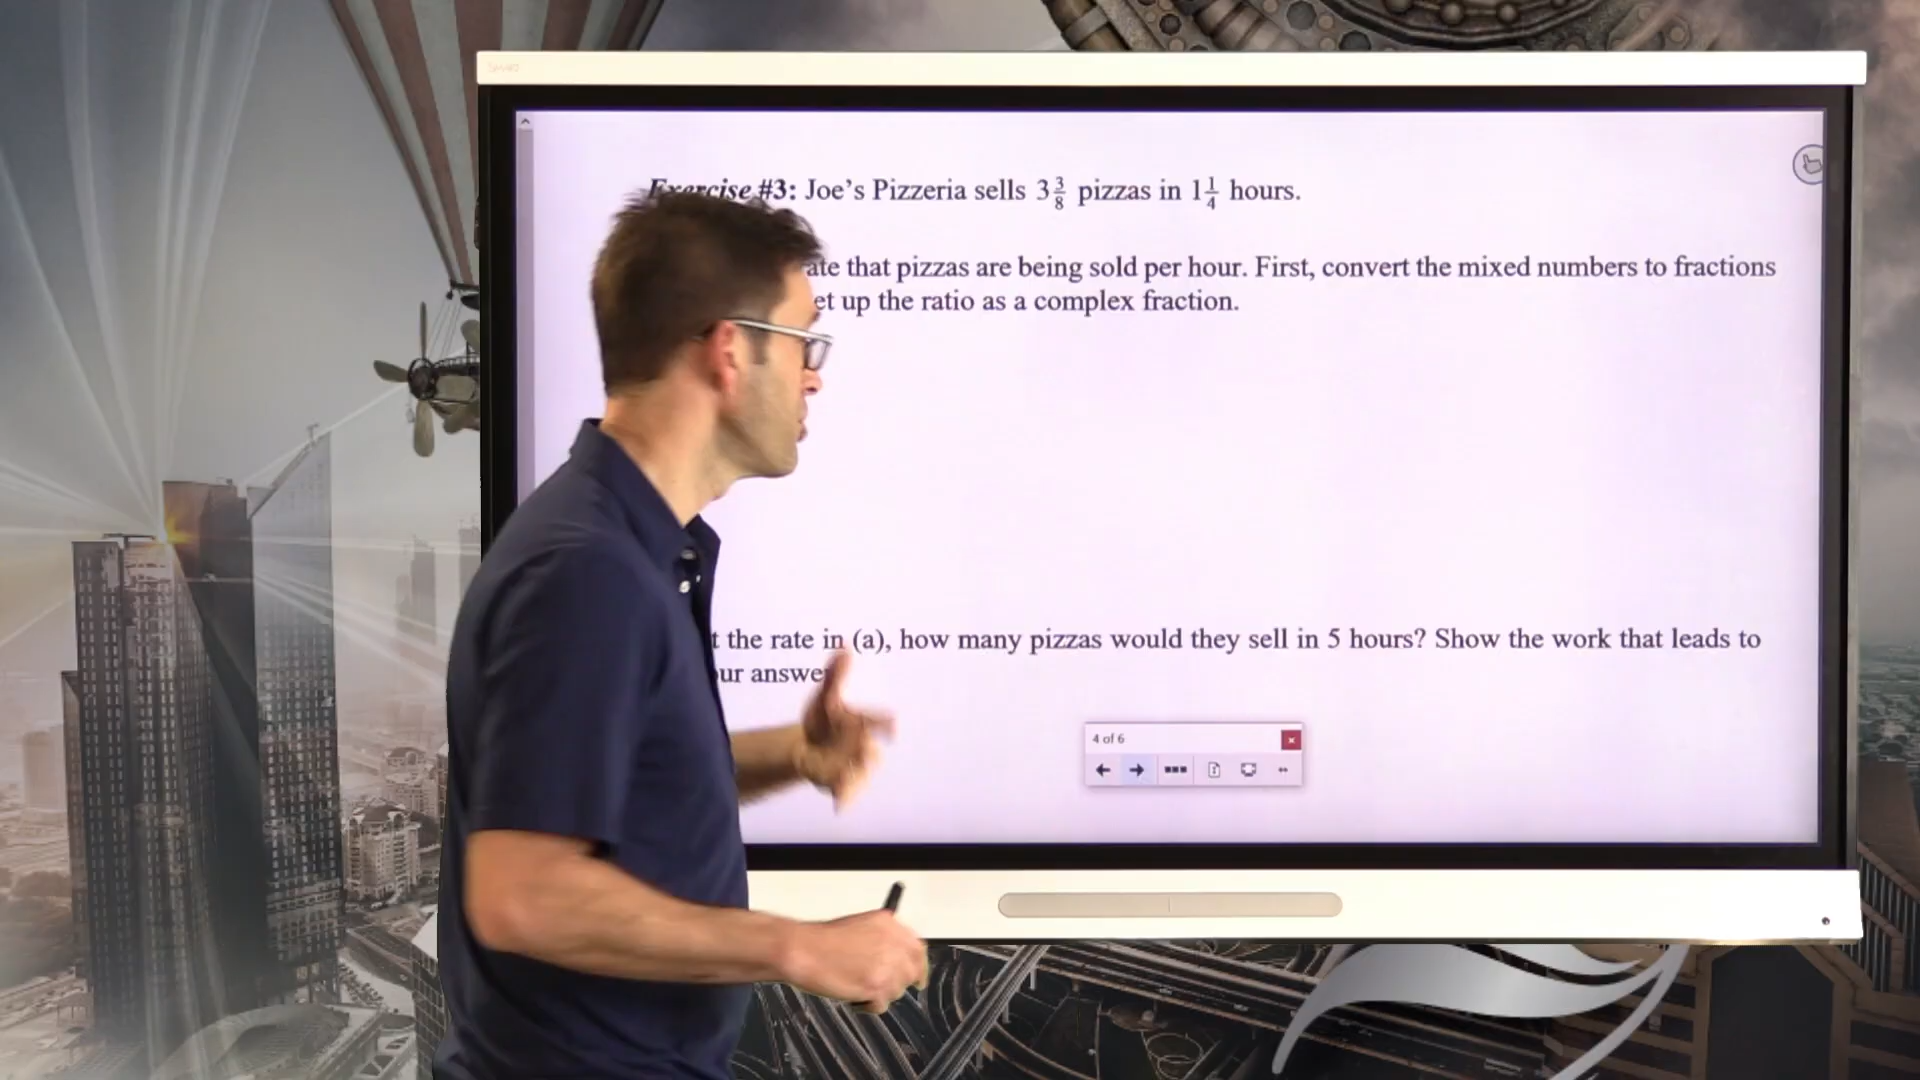 SMART
Exercise #3: Joe’s Pizzeria sells 3 3/8 pizzas in 1 1/4 hours.
ate that pizzas are being sold per hour. First, convert the mixed numbers to fractions
et up the ratio as a complex fraction.
t the rate in (a), how many pizzas would they sell in 5 hours? Show the work that leads to
ur answer
4 of 6